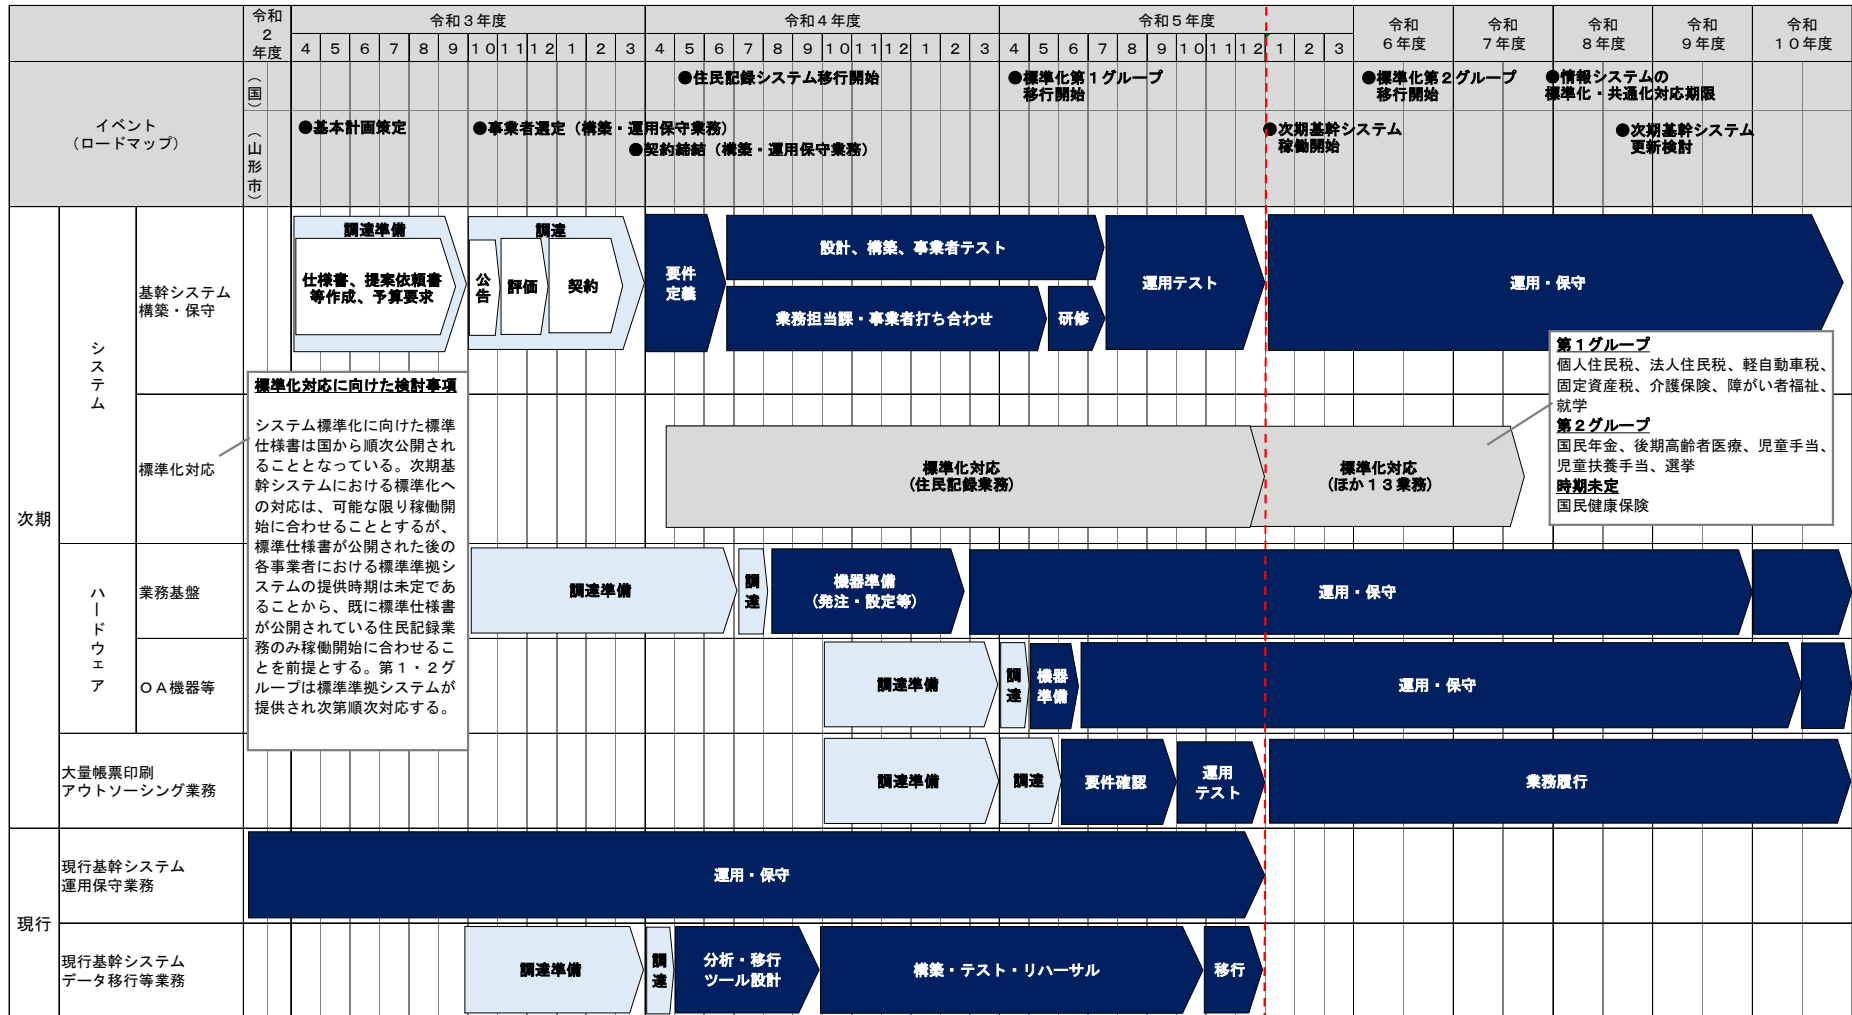 令和
2
年度
令和３年度
令和４年度
令和５年度
令和
６年度
令和
７年度
令和
８年度
令和
９年度
令和
１０年度
4 5 6 7 8 9 10 11 12 1 2 3 4 5 6 7 8 9 10 11 12 1 2 3 4 5 6 7 8 9 10 11 12 1 2 3
イベント
（ロードマップ）
（国）
●住民記録システム移行開始
●標準化第１グループ
移行開始
●標準化第２グループ
移行開始
●情報システムの
標準化・共通化対応期限
（山形市）
●基本計画策定
●事業者選定（構築・運用保守業務）
●契約締結（構築・運用保守業務）
●次期基幹システム
稼働開始
●次期基幹システム
更新検討
次期
システム
基幹システム
構築・保守
調達準備
仕様書、提案依頼書
等作成、予算要求
調達
公告
評価
契約
要件
定義
設計、構築、事業者テスト
業務担当課・事業者打ち合わせ
研修
運用テスト
運用・保守
標準化対応
標準化対応に向けた検討事項
システム標準化に向けた標準
仕様書は国から順次公開され
ることとなっている。次期基
幹システムにおける標準化へ
の対応は、可能な限り稼働開
始に合わせることとするが、
標準仕様書が公開された後の
各事業者における標準準拠シ
ステムの提供時期は未定であ
ることから、既に標準仕様書
が公開されている住民記録業
務のみ稼働開始に合わせるこ
とを前提とする。第１・２グ
ループは標準準拠システムが
提供され次第順次対応する。
標準化対応
（住民記録業務）
標準化対応
（ほか１３業務）
第１グループ
個人住民税、法人住民税、軽自動車税、
固定資産税、介護保険、障がい者福祉、
就学
第２グループ
国民年金、後期高齢者医療、児童手当、
児童扶養手当、選挙
時期未定
国民健康保険
ハードウェア
業務基盤
調達準備
調達
機器準備
（発注・設定等）
運用・保守
ＯＡ機器等
調達準備
調達
機器
準備
運用・保守
大量帳票印刷
アウトソーシング業務
調達準備
調達
要件確認
運用
テスト
業務履行
現行
現行基幹システム
運用保守業務
運用・保守
現行基幹システム
データ移行等業務
調達準備
調達
分析・移行
ツール設計
構築・テスト・リハーサル
移行